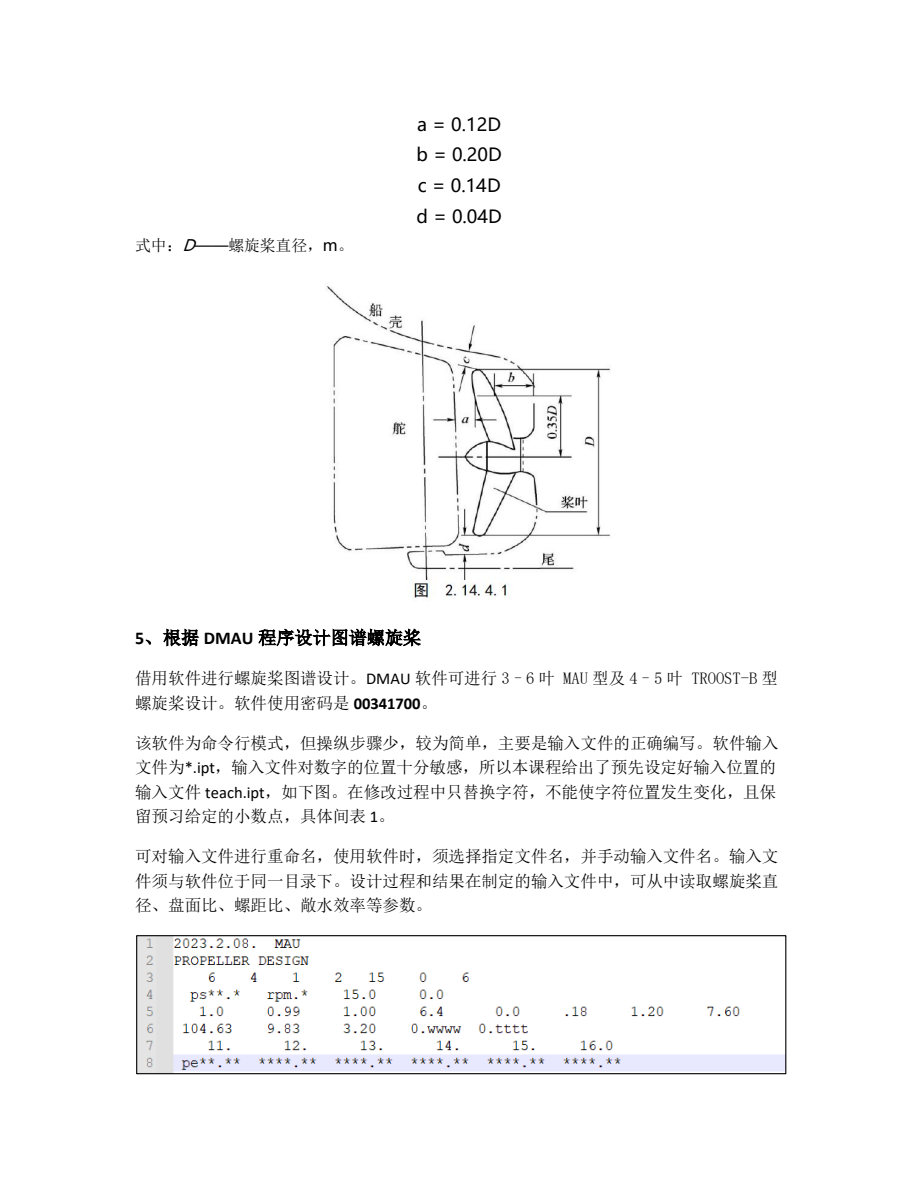 a = 0.12D
b = 0.20D
c = 0.14D
d = 0.04D
式中：D——螺旋桨直径，m。
船
壳
c
b
a
舵
0.35D
D
桨叶
d
尾
图 2.14.4.1
5、根据 DMAU 程序设计图谱螺旋桨
借用软件进行螺旋桨图谱设计。DMAU 软件可进行 3–6 叶 MAU 型及 4–5 叶 TROOST-B 型
螺旋桨设计。软件使用密码是 00341700。
该软件为命令行模式，但操纵步骤少，较为简单，主要是输入文件的正确编写。软件输入
文件为*.ipt，输入文件对数字的位置十分敏感，所以本课程给出了预先设定好输入位置的
输入文件 teach.ipt，如下图。在修改过程中只替换字符，不能使字符位置发生变化，且保
留预习给定的小数点，具体间表 1。
可对输入文件进行重命名，使用软件时，须选择指定文件名，并手动输入文件名。输入文
件须与软件位于同一目录下。设计过程和结果在制定的输入文件中，可从中读取螺旋桨直
径、盘面比、螺距比、敞水效率等参数。
1 2023.2.08. MAU
2 PROPELLER DESIGN
3 6 4 1 2 15 0 6
4 ps**.* rpm.* 15.0 0.0
5 1.0 0.99 1.00 6.4 0.0 .18 1.20 7.60
6 104.63 9.83 3.20 0.wwww 0.tttt
7 11. 12. 13. 14. 15. 16.0
8 pe**.** ****.** ****.** ****.** ****.** ****.**